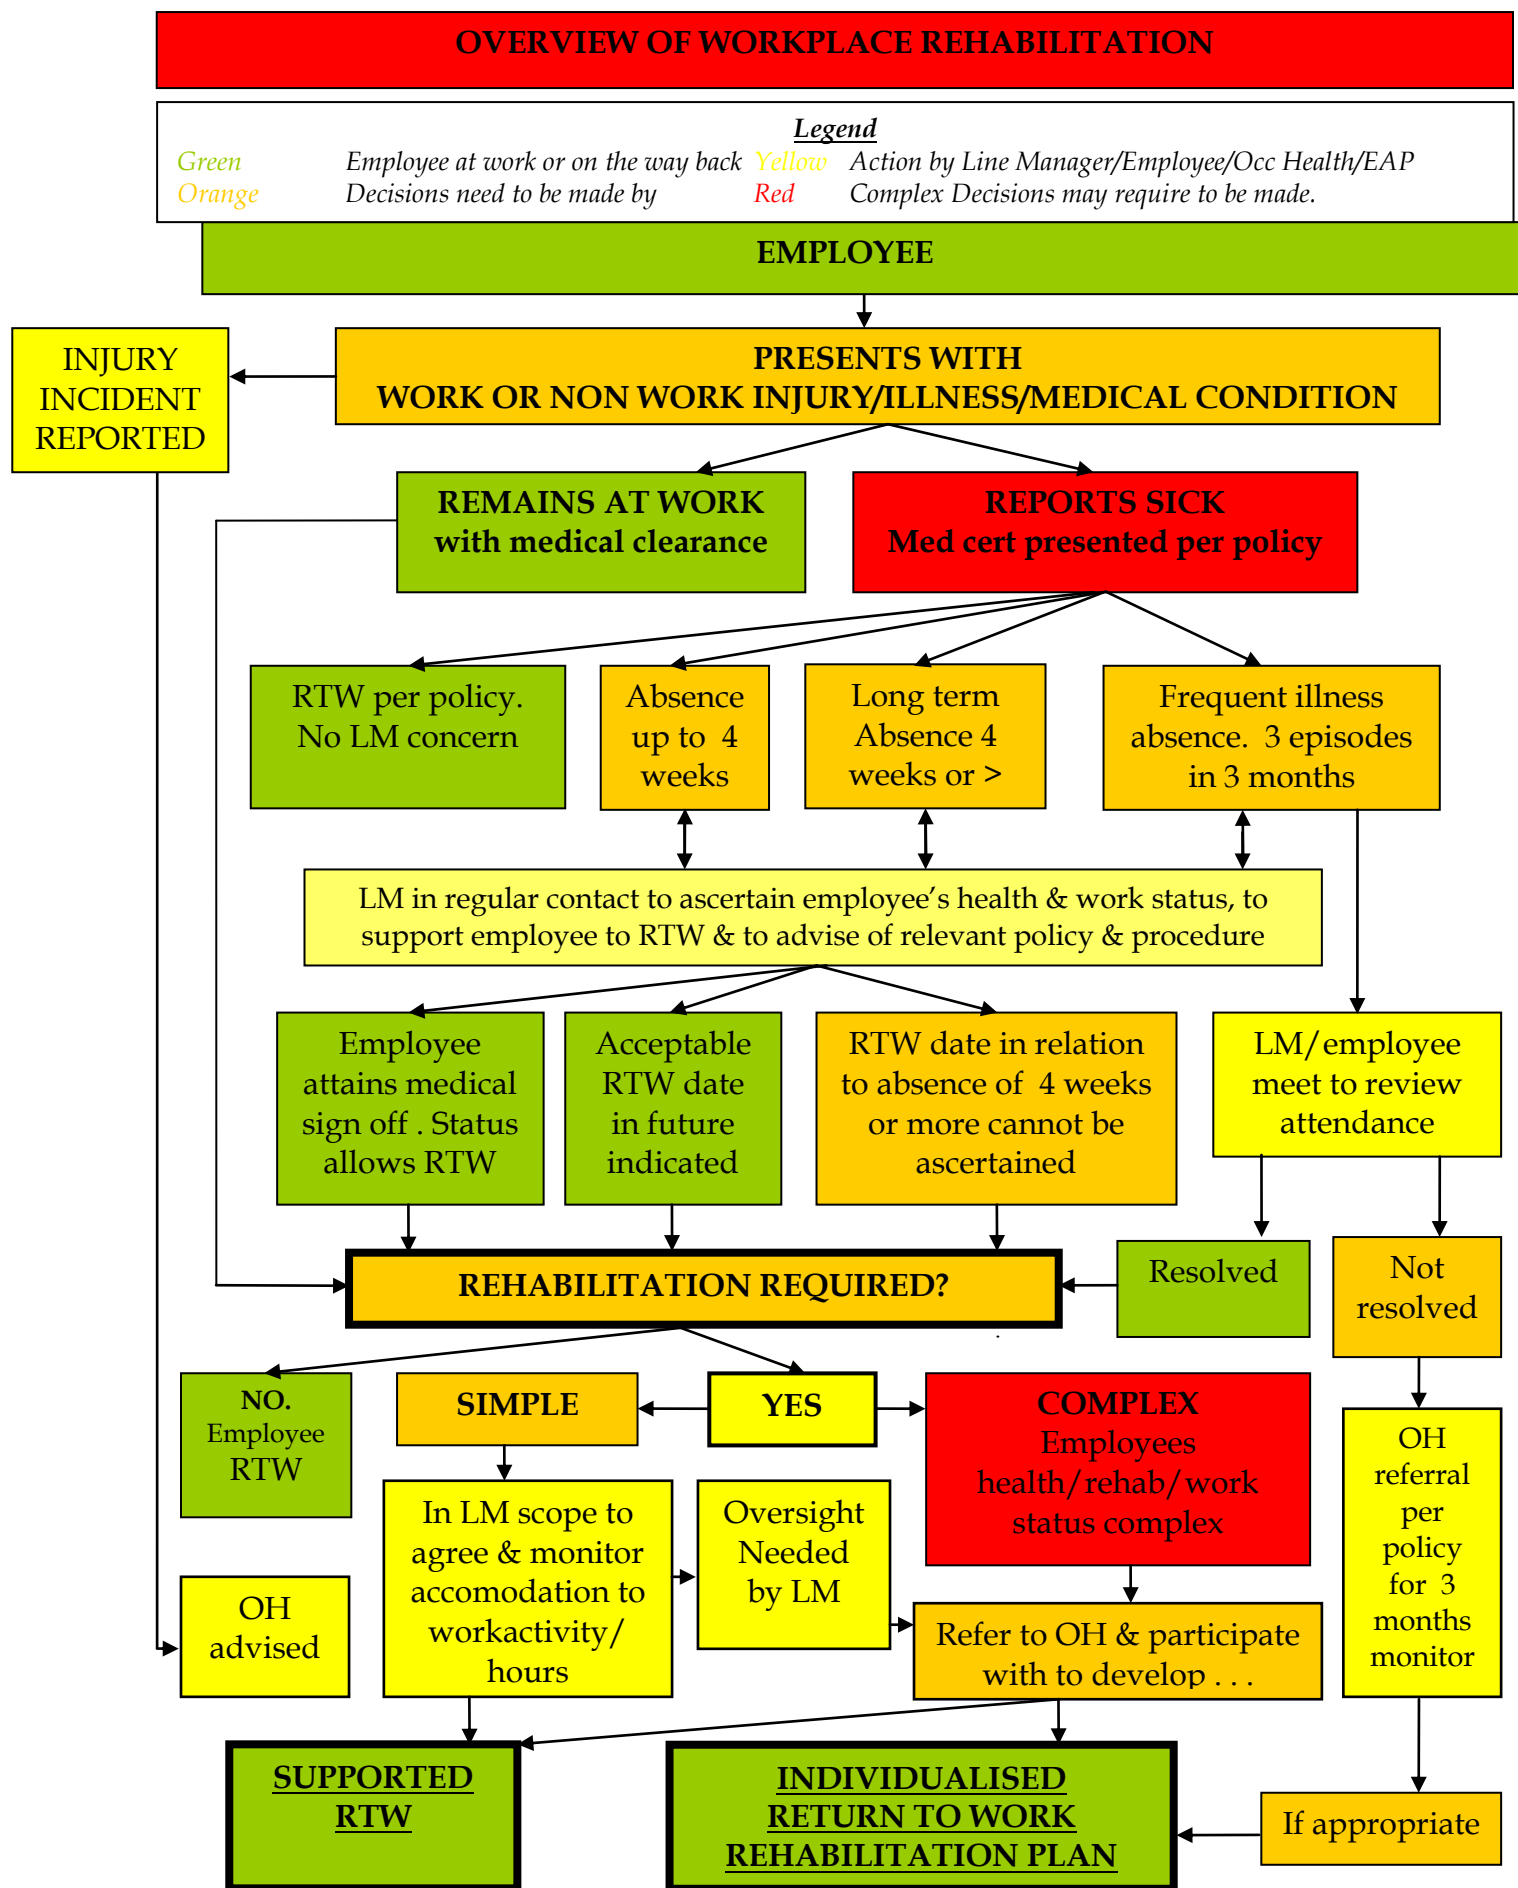 OVERVIEW OF WORKPLACE REHABILITATION
Legend
Green Employee at work or on the way back Yellow Action by Line Manager/Employee/Occ Health/EAP
Orange Decisions need to be made by Red Complex Decisions may require to be made.
EMPLOYEE
INJURY
INCIDENT
REPORTED
PRESENTS WITH
WORK OR NON WORK INJURY/ILLNESS/MEDICAL CONDITION
REMAINS AT WORK
with medical clearance
REPORTS SICK
Med cert presented per policy
RTW per policy.
No LM concern
Absence
up to 4
weeks
Long term
Absence 4
weeks or >
Frequent illness
absence. 3 episodes
in 3 months
LM in regular contact to ascertain employee's health & work status, to
support employee to RTW & to advise of relevant policy & procedure
Employee
attains medical
sign off . Status
allows RTW
Acceptable
RTW date
in future
indicated
RTW date in relation
to absence of 4 weeks
or more cannot be
ascertained
LM/employee
meet to review
attendance
REHABILITATION REQUIRED?
Resolved
Not
resolved
NO.
Employee
RTW
SIMPLE
YES
COMPLEX
Employees
health/rehab/work
status complex
OH
referral
per
policy
for 3
months
monitor
In LM scope to
agree & monitor
accomodation to
workactivity/
hours
Oversight
Needed
by LM
OH
advised
Refer to OH & participate
with to develop . . .
SUPPORTED
RTW
INDIVIDUALISED
RETURN TO WORK
REHABILITATION PLAN
If appropriate